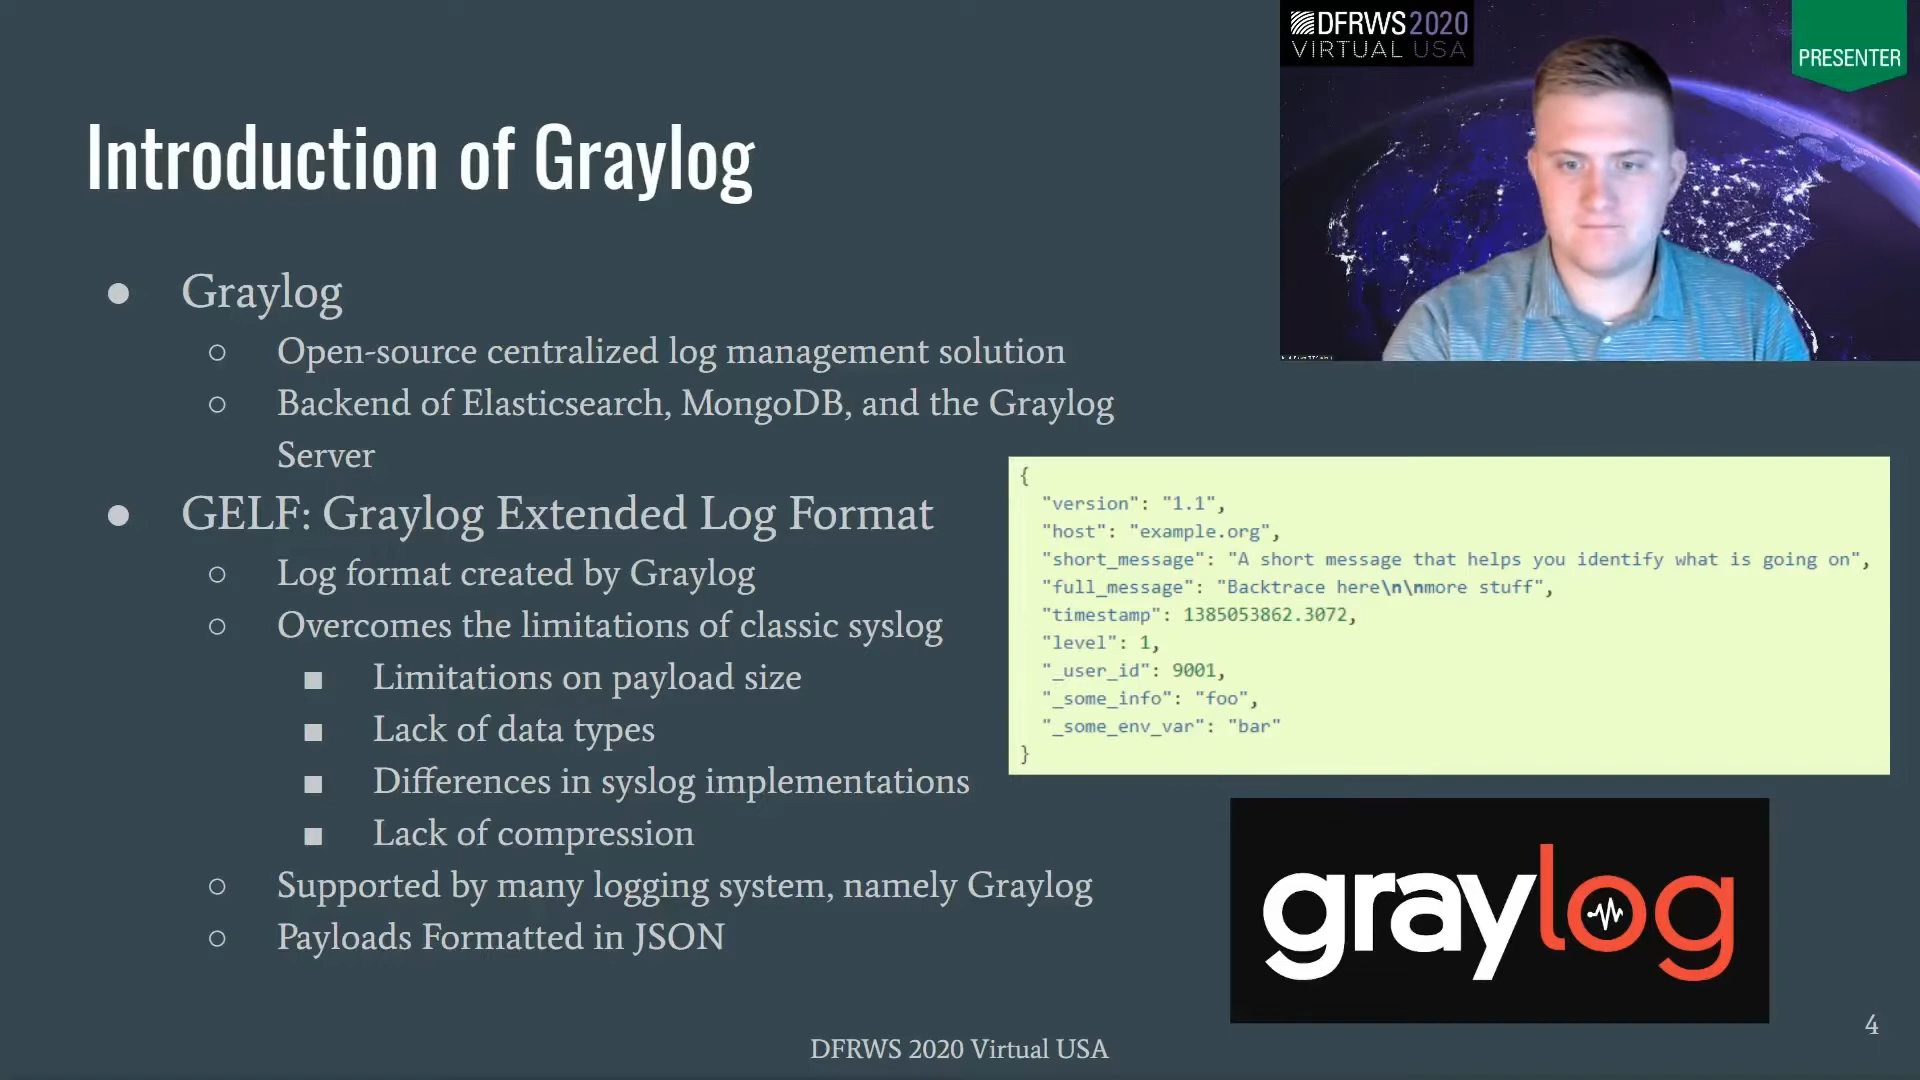 DFRWS2020
VIRTUAL USA
PRESENTER
Introduction of Graylog
● Graylog
○ Open-source centralized log management solution
○ Backend of Elasticsearch, MongoDB, and the Graylog
Server
● GELF: Graylog Extended Log Format
○ Log format created by Graylog
○ Overcomes the limitations of classic syslog
■ Limitations on payload size
■ Lack of data types
■ Differences in syslog implementations
■ Lack of compression
○ Supported by many logging system, namely Graylog
○ Payloads Formatted in JSON
{
"version": "1.1",
"host": "example.org",
"short_message": "A short message that helps you identify what is going on",
"full_message": "Backtrace here\n\nmore stuff",
"timestamp": 1385053862.3072,
"level": 1,
"_user_id": 9001,
"_some_info": "foo",
"_some_env_var": "bar"
}
graylog
DFRWS 2020 Virtual USA
4